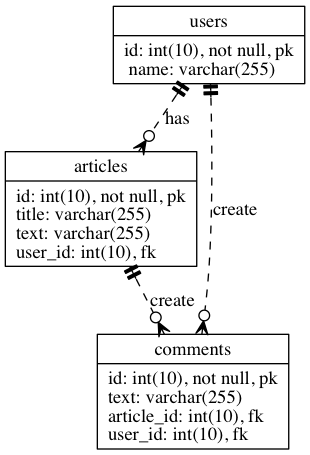 users
id: int(10), not null, pk
name: varchar(255)
has
articles
id: int(10), not null, pk
title: varchar(255)
text: varchar(255)
user_id: int(10), fk
create
create
comments
id: int(10), not null, pk
text: varchar(255)
article_id: int(10), fk
user_id: int(10), fk